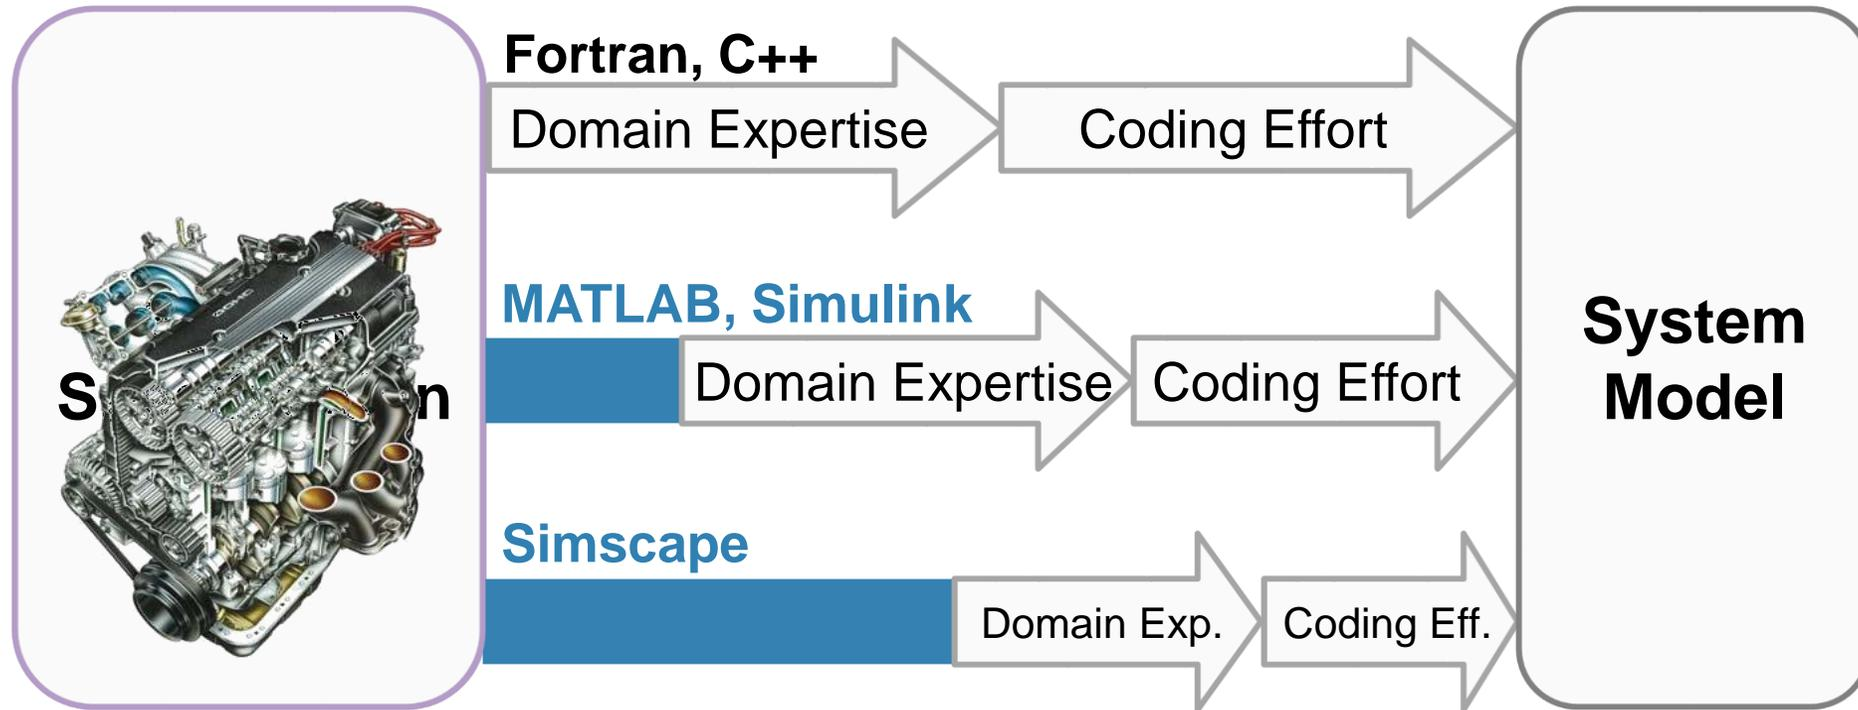 Fortran, C++
Domain Expertise
Coding Effort
MATLAB, Simulink
Domain Expertise
Coding Effort
System
Model
Simscape
Domain Exp.
Coding Eff.